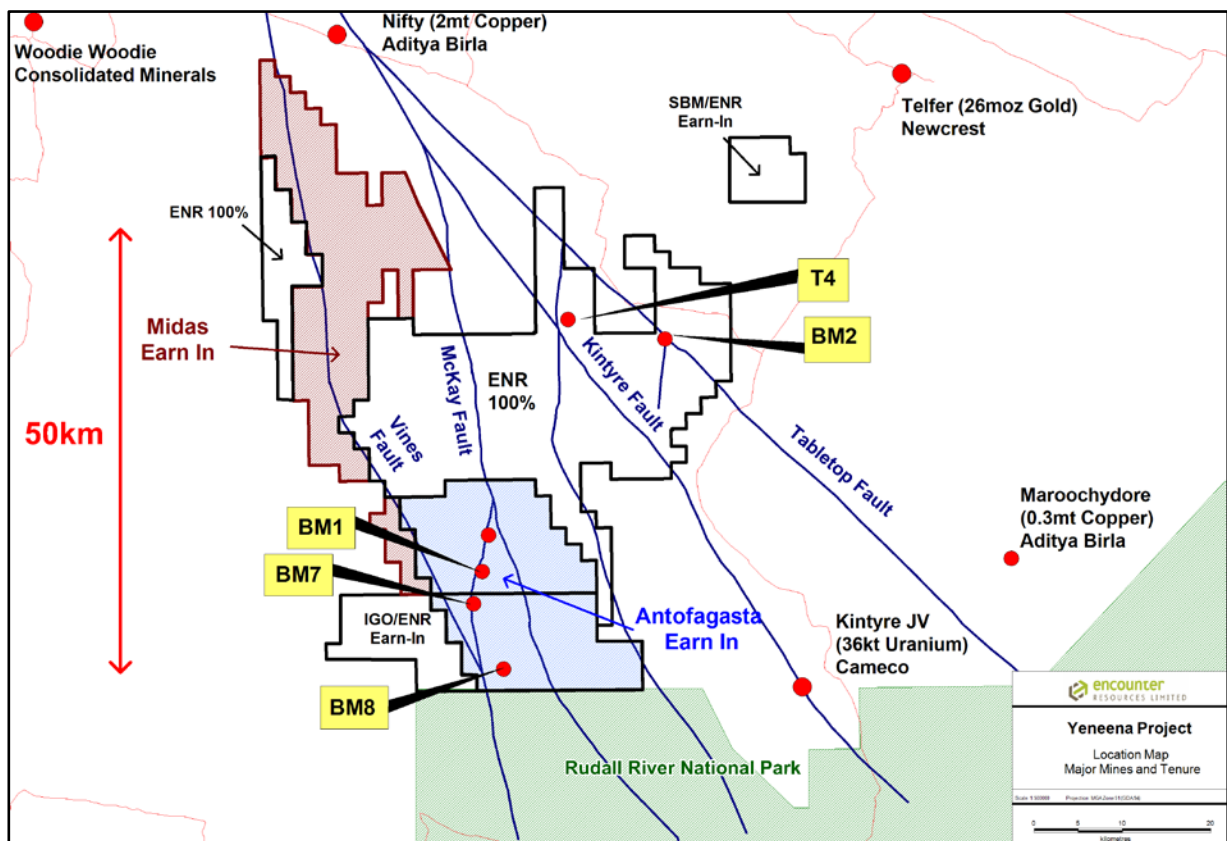 Woodie Woodie
Consolidated Minerals
Nifty (2mt Copper)
Aditya Birla
SBM/ENR
Earn-In
Telfer (26moz Gold)
Newcrest
ENR 100%
T4
BM2
Midas
Earn In
50km
McKay Fault
ENR
100%
Kintyre Fault
Vines
Fault
Tabletop Fault
Maroochydore
(0.3mt Copper)
Aditya Birla
BM1
BM7
IGO/ENR
Earn-In
Antofagasta
Earn In
Kintyre JV
(36kt Uranium)
Cameco
BM8
Rudall River National Park
encounter
RESOURCES LIMITED
Yeneena Project
Location Map
Major Mines and Tenure
0 5 10 20
kilometres